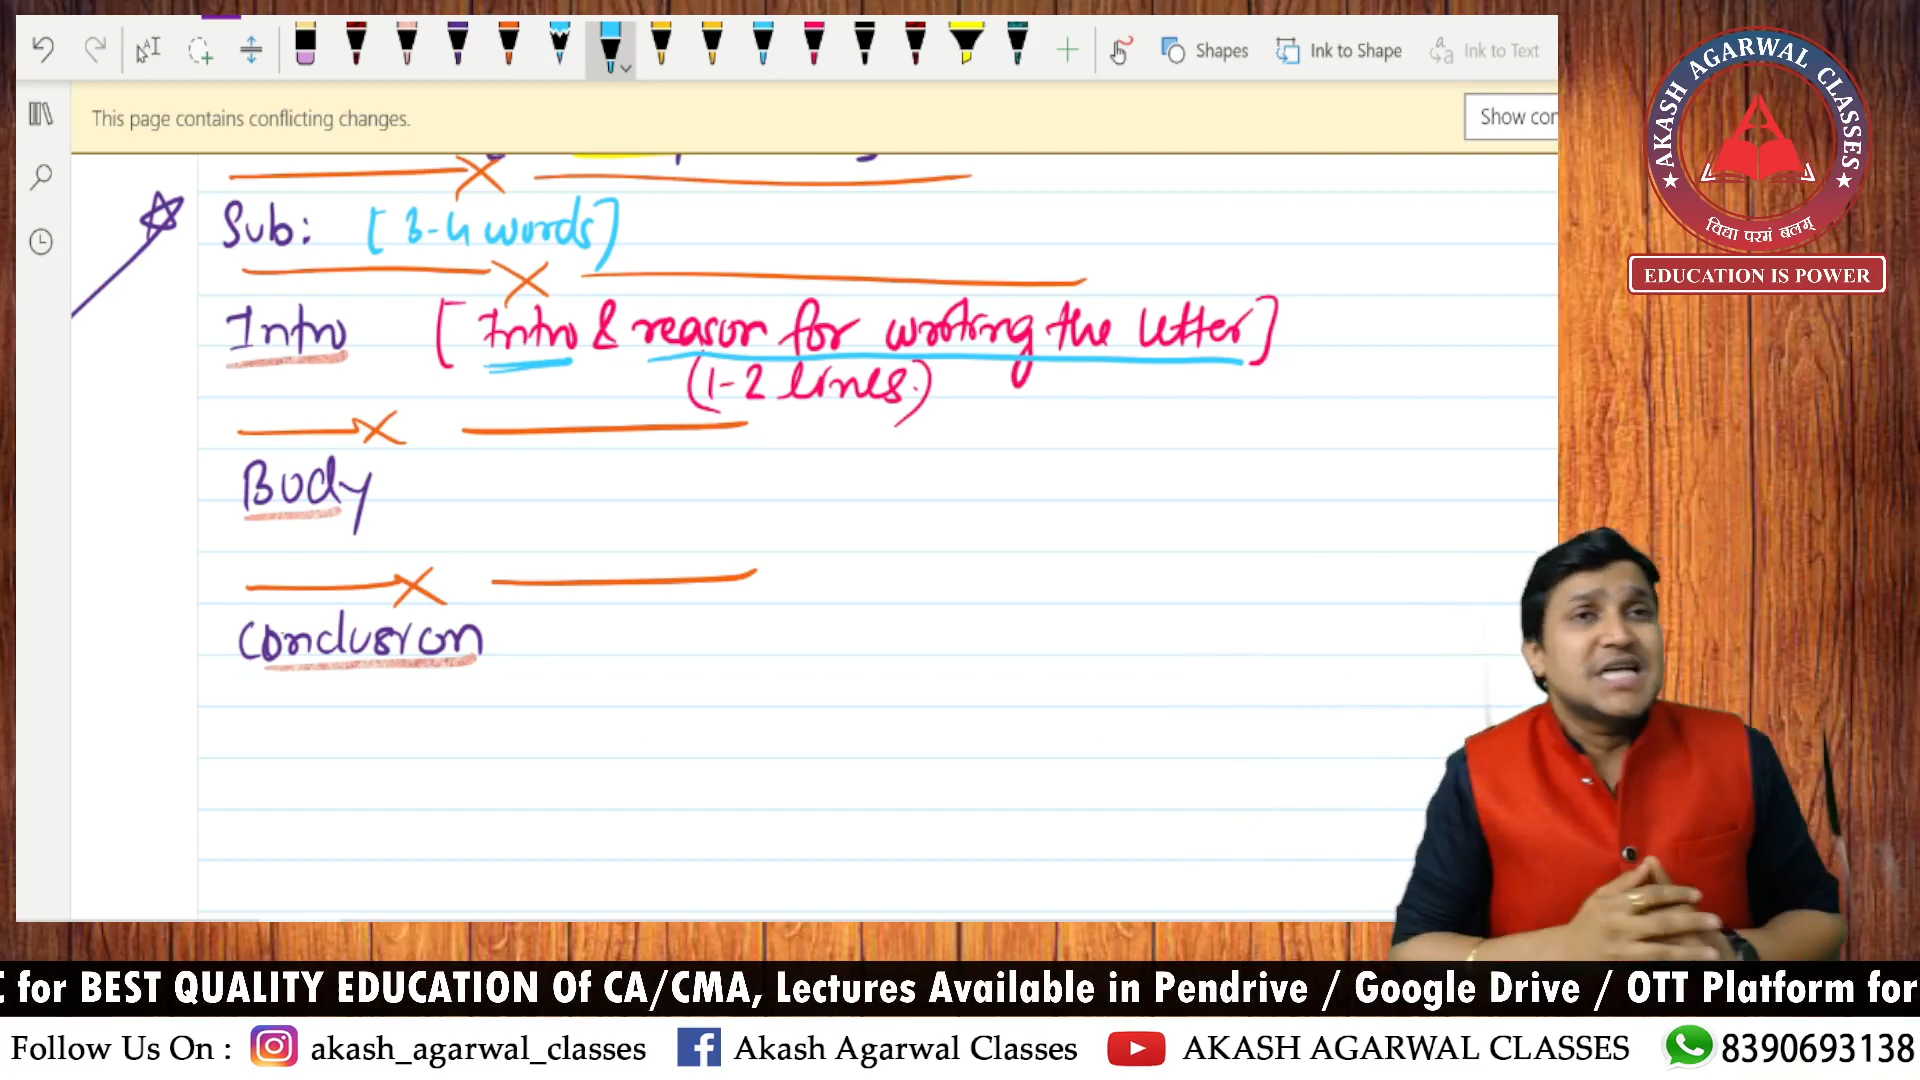 Shapes
Ink to Shape
Ink to Text
This page contains conflicting changes.
Show con
Sub: [3-4 words]
Intro [Intro & reason for writing the letter]
(1-2 lines.)
Body
Conclusion
AKASH AGARWAL CLASSES
विद्या परमं बलम्
EDUCATION IS POWER
for BEST QUALITY EDUCATION Of CA/CMA, Lectures Available in Pendrive / Google Drive / OTT Platform for
Follow Us On : akash_agarwal_classes Akash Agarwal Classes AKASH AGARWAL CLASSES 8390693138